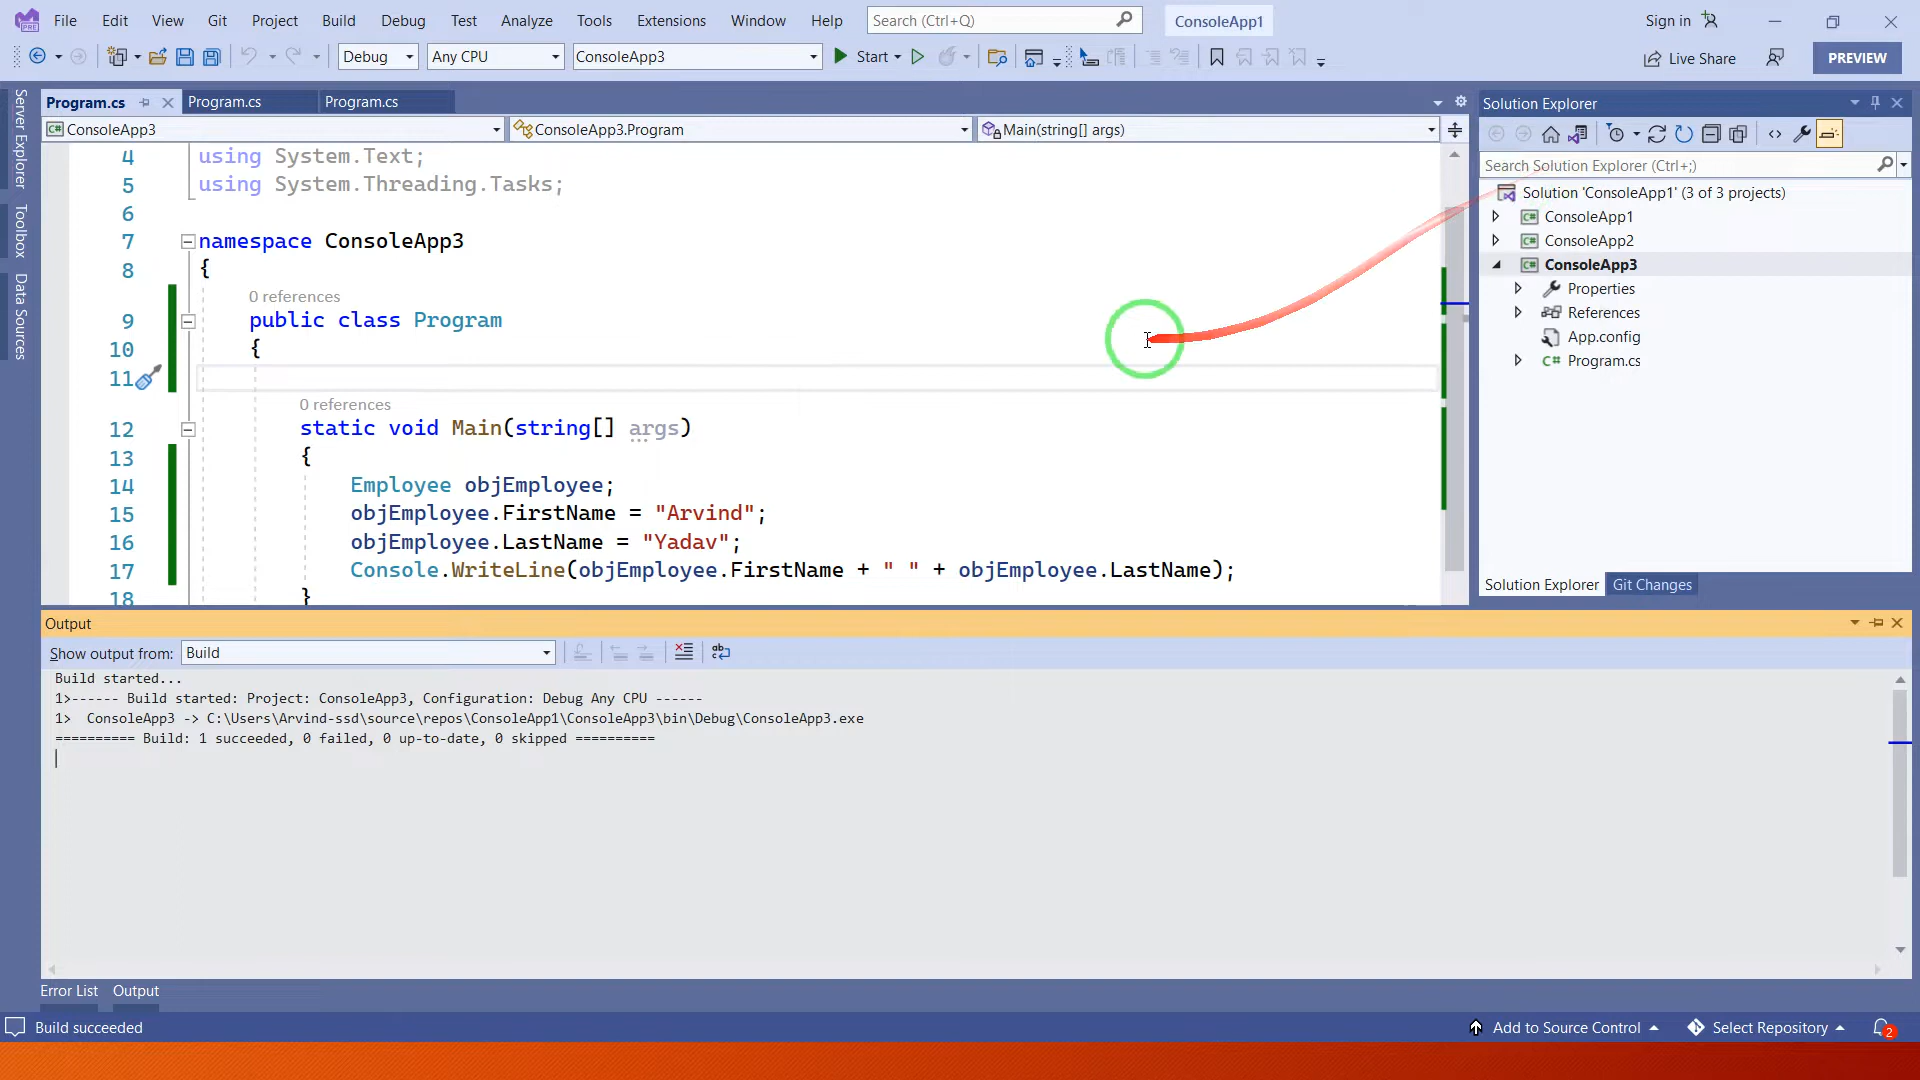 File Edit View Git Project Build Debug Test Analyze Tools Extensions Window Help Search (Ctrl+Q) ConsoleApp1 Sign in
Debug Any CPU ConsoleApp3 Start Live Share PREVIEW
Program.cs Program.cs Program.cs
ConsoleApp3 ConsoleApp3.Program Main(string[] args)
4 using System.Text;
5 using System.Threading.Tasks;
6
7 namespace ConsoleApp3
8 {
0 references
9 public class Program
10 {
11
0 references
12 static void Main(string[] args)
13 {
14 Employee objEmployee;
15 objEmployee.FirstName = "Arvind";
16 objEmployee.LastName = "Yadav";
17 Console.WriteLine(objEmployee.FirstName + " " + objEmployee.LastName);
18 }
Server Explorer
Toolbox
Data Sources
Solution Explorer
Search Solution Explorer (Ctrl+;)
Solution 'ConsoleApp1' (3 of 3 projects)
C# ConsoleApp1
C# ConsoleApp2
C# ConsoleApp3
Properties
References
App.config
C# Program.cs
Solution Explorer Git Changes
Output
Show output from: Build
Build started...
1>------ Build started: Project: ConsoleApp3, Configuration: Debug Any CPU ------
1>  ConsoleApp3 -> C:\Users\Arvind-ssd\source\repos\ConsoleApp1\ConsoleApp3\bin\Debug\ConsoleApp3.exe
========== Build: 1 succeeded, 0 failed, 0 up-to-date, 0 skipped ==========
Error List Output
Build succeeded Add to Source Control Select Repository 2